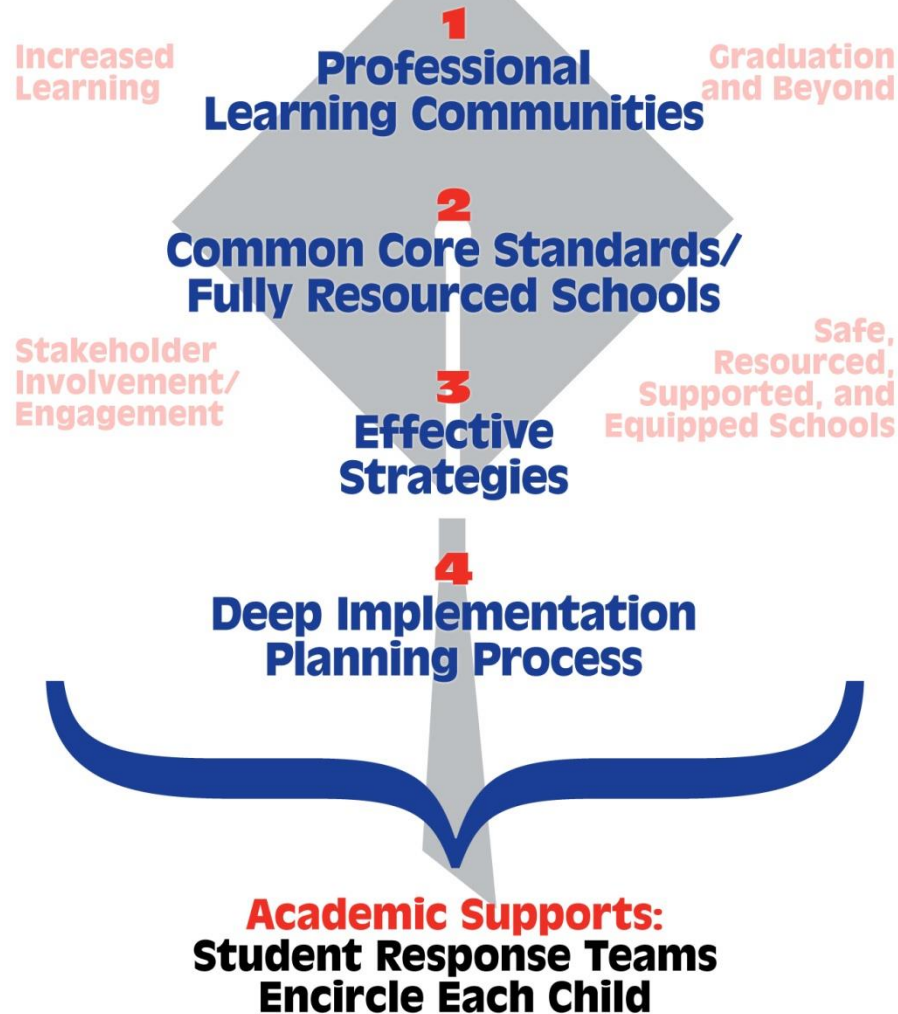 1
Professional
Learning Communities
Increased
Learning
Graduation
and Beyond
2
Common Core Standards/
Fully Resourced Schools
Stakeholder
Involvement/
Engagement
Safe,
Resourced,
Supported, and
Equipped Schools
3
Effective
Strategies
4
Deep Implementation
Planning Process
Academic Supports:
Student Response Teams
Encircle Each Child